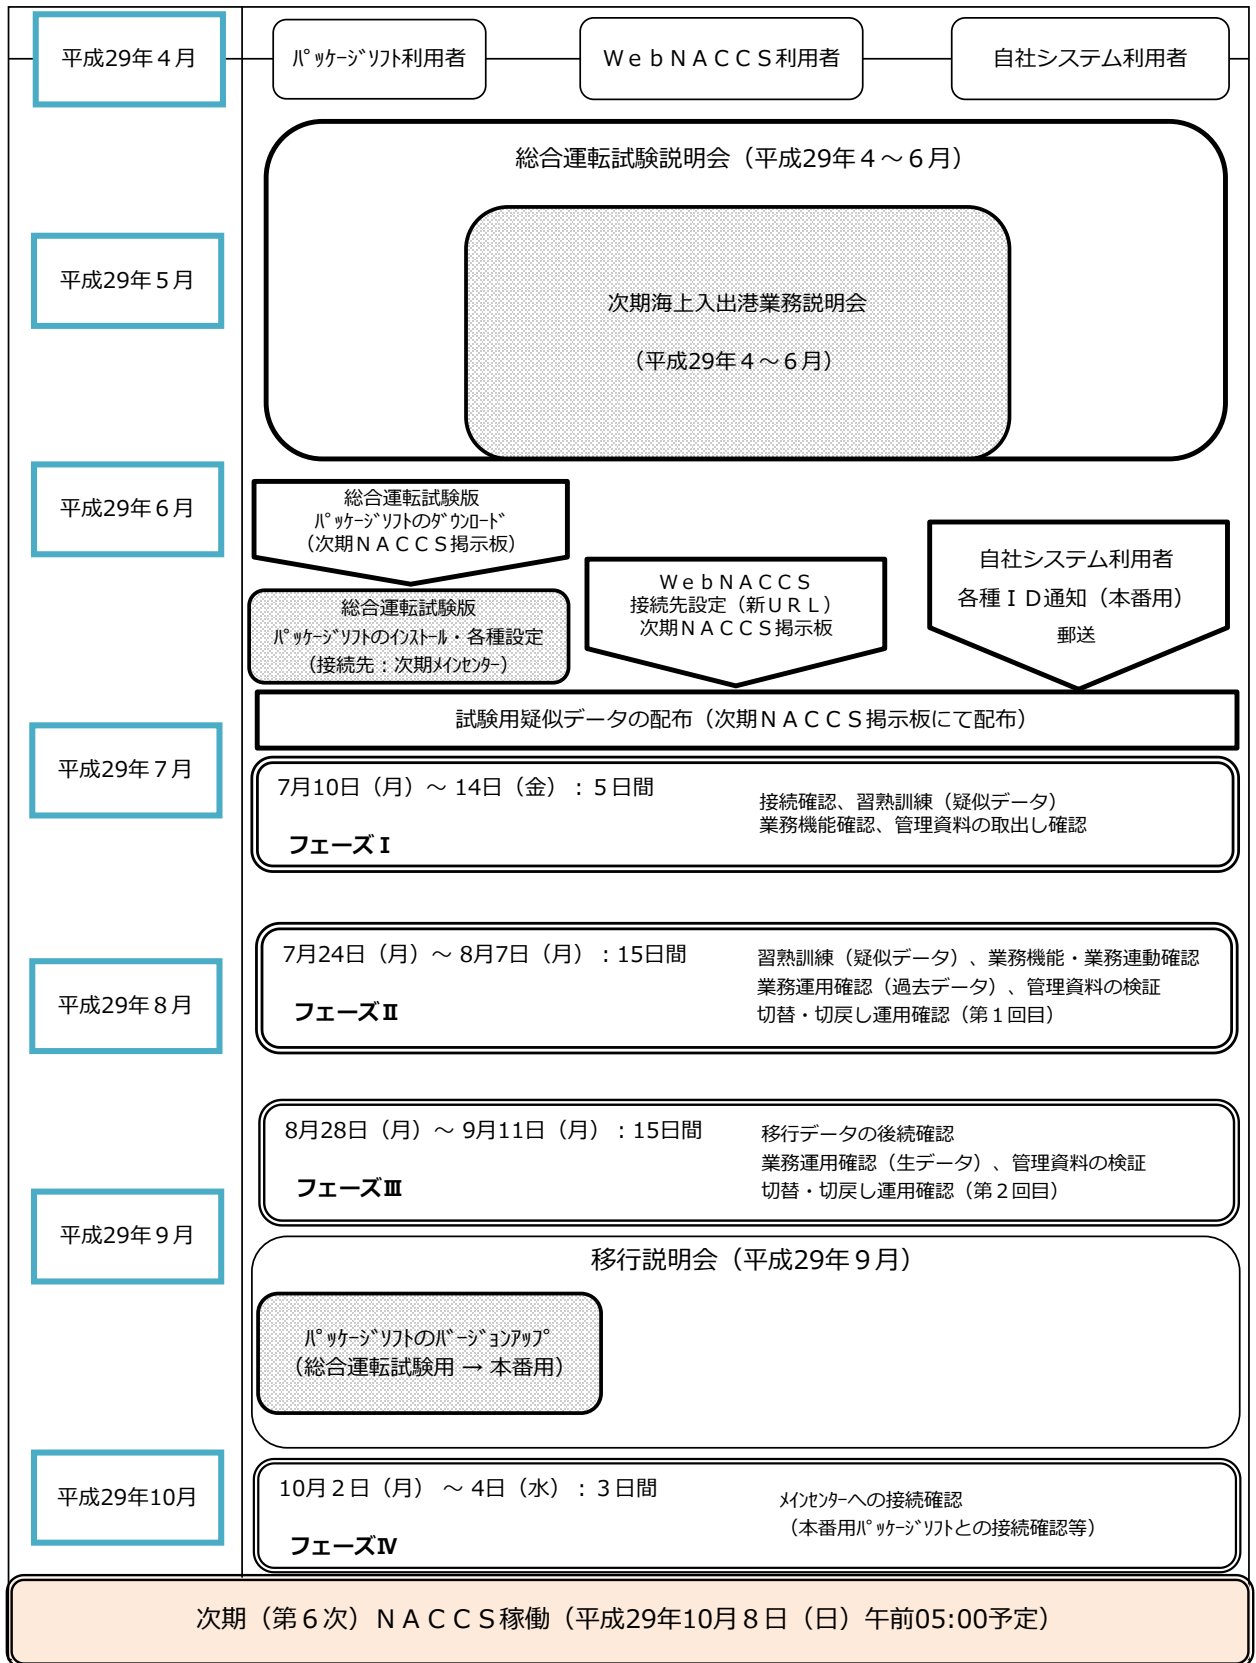 平成29年４月
ﾊﾟｯｹｰｼﾞｿﾌﾄ利用者
ＷｅｂＮＡＣＣＳ利用者
自社システム利用者
総合運転試験説明会（平成29年４～６月）
平成29年５月
次期海上入出港業務説明会
（平成29年４～６月）
平成29年６月
総合運転試験版
ﾊﾟｯｹｰｼﾞｿﾌﾄのﾀﾞｳﾝﾛｰﾄﾞ
（次期ＮＡＣＣＳ掲示板）
総合運転試験版
ﾊﾟｯｹｰｼﾞｿﾌﾄのｲﾝｽﾄｰﾙ・各種設定
（接続先：次期ﾒｲﾝｾﾝﾀｰ）
ＷｅｂＮＡＣＣＳ
接続先設定（新ＵＲＬ）
次期ＮＡＣＣＳ掲示板
自社システム利用者
各種ＩＤ通知（本番用）
郵送
試験用疑似データの配布（次期ＮＡＣＣＳ掲示板にて配布）
平成29年７月
7月10日（月）～ 14日（金）：５日間
フェーズⅠ
接続確認、習熟訓練（疑似データ）
業務機能確認、管理資料の取出し確認
平成29年８月
7月24日（月）～ 8月7日（月）：15日間
フェーズⅡ
習熟訓練（疑似データ）、業務機能・業務連動確認
業務運用確認（過去データ）、管理資料の検証
切替・切戻し運用確認（第１回目）
8月28日（月）～ 9月11日（月）：15日間
フェーズⅢ
移行データの後続確認
業務運用確認（生データ）、管理資料の検証
切替・切戻し運用確認（第２回目）
平成29年９月
移行説明会（平成29年９月）
ﾊﾟｯｹｰｼﾞｿﾌﾄのﾊﾞｰｼﾞｮﾝｱｯﾌﾟ
（総合運転試験用 → 本番用）
平成29年10月
10月２日（月） ～ 4日（水）：３日間
フェーズⅣ
ﾒｲﾝｾﾝﾀｰへの接続確認
（本番用ﾊﾟｯｹｰｼﾞｿﾌﾄとの接続確認等）
次期（第６次）ＮＡＣＣＳ稼働（平成29年10月８日（日）午前05:00予定）